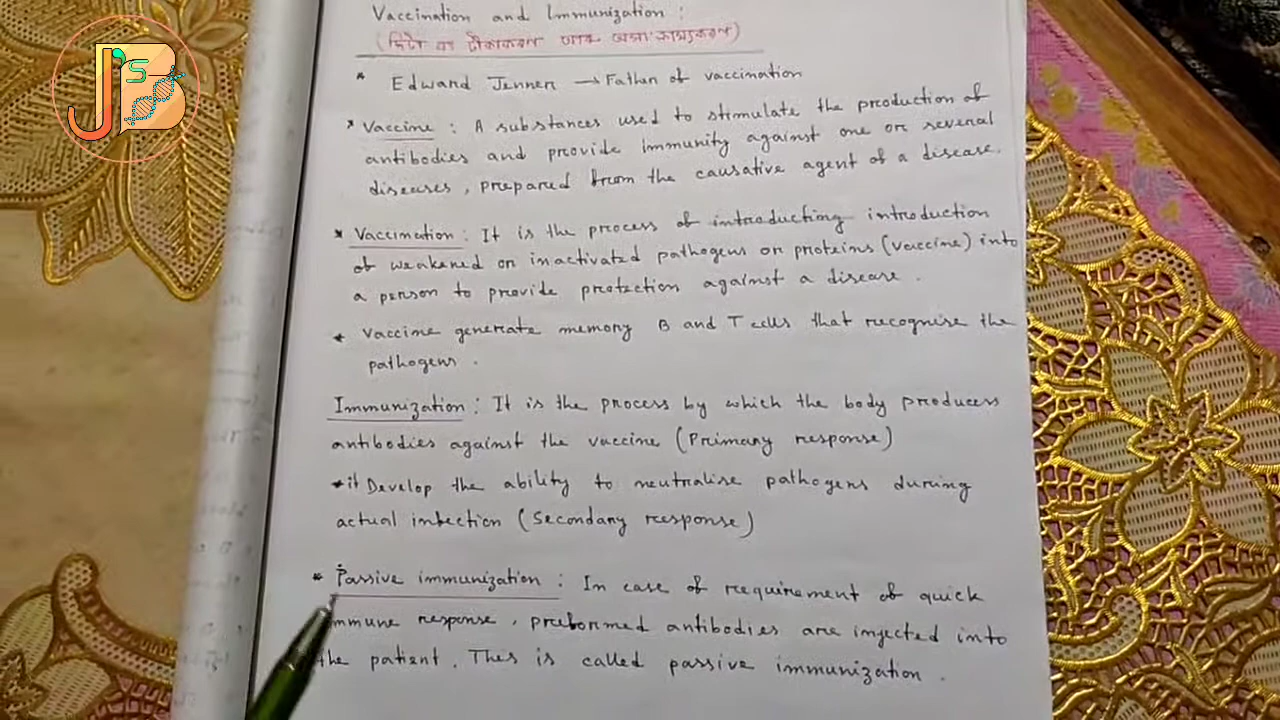 J's B
Vaccination and Immunization :
(টিটো বা টীকাকৰণ আৰু
* Edward Jenner → Father of vaccination
* Vaccine : A substances used to stimulate the production of
antibodies and provide immunity against one or several
diseases, prepared from the causative agent of a disease.
* Vaccination : It is the process of introducting introduction
of weakened or inactivated pathogens or proteins (vaccine) into
a person to provide protection against a disease .
* Vaccine generate memory B and T cells that recognise the
pathogens .
Immunization : It is the process by which the body producess
antibodies against the vaccine (Primary response)
* it Develop the ability to neutralise pathogens during
actual infection (Secondary response)
* Passive immunization : In case of requirement of quick
immune response , preformed antibodies are injected into
the patient . Thes is called passive immunization .